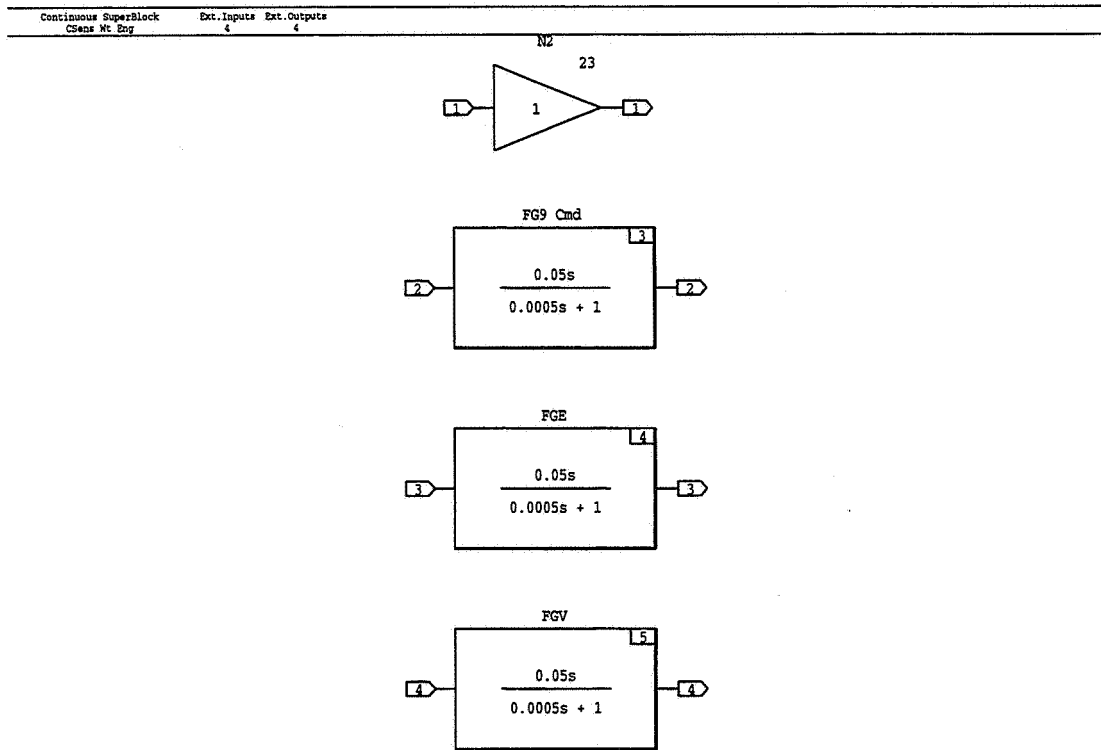 Continuous SuperBlock Ext.Inputs Ext.Outputs
CSens Wt Eng 4 4
N2
23
1 1 1
FG9 Cmd
3
0.05s
2 2
0.0005s + 1
FGE
4
0.05s
3 3
0.0005s + 1
FGV
5
0.05s
4 4
0.0005s + 1